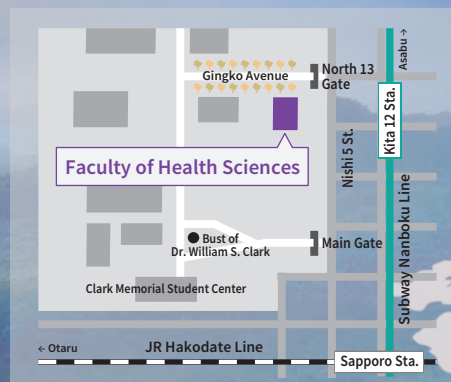 Asabu →
Gingko Avenue
North 13
Gate
Kita 12 Sta.
Nishi 5 St.
Faculty of Health Sciences
Subway Nanboku Line
Bust of
Dr. William S. Clark
Main Gate
Clark Memorial Student Center
← Otaru
JR Hakodate Line
Sapporo Sta.